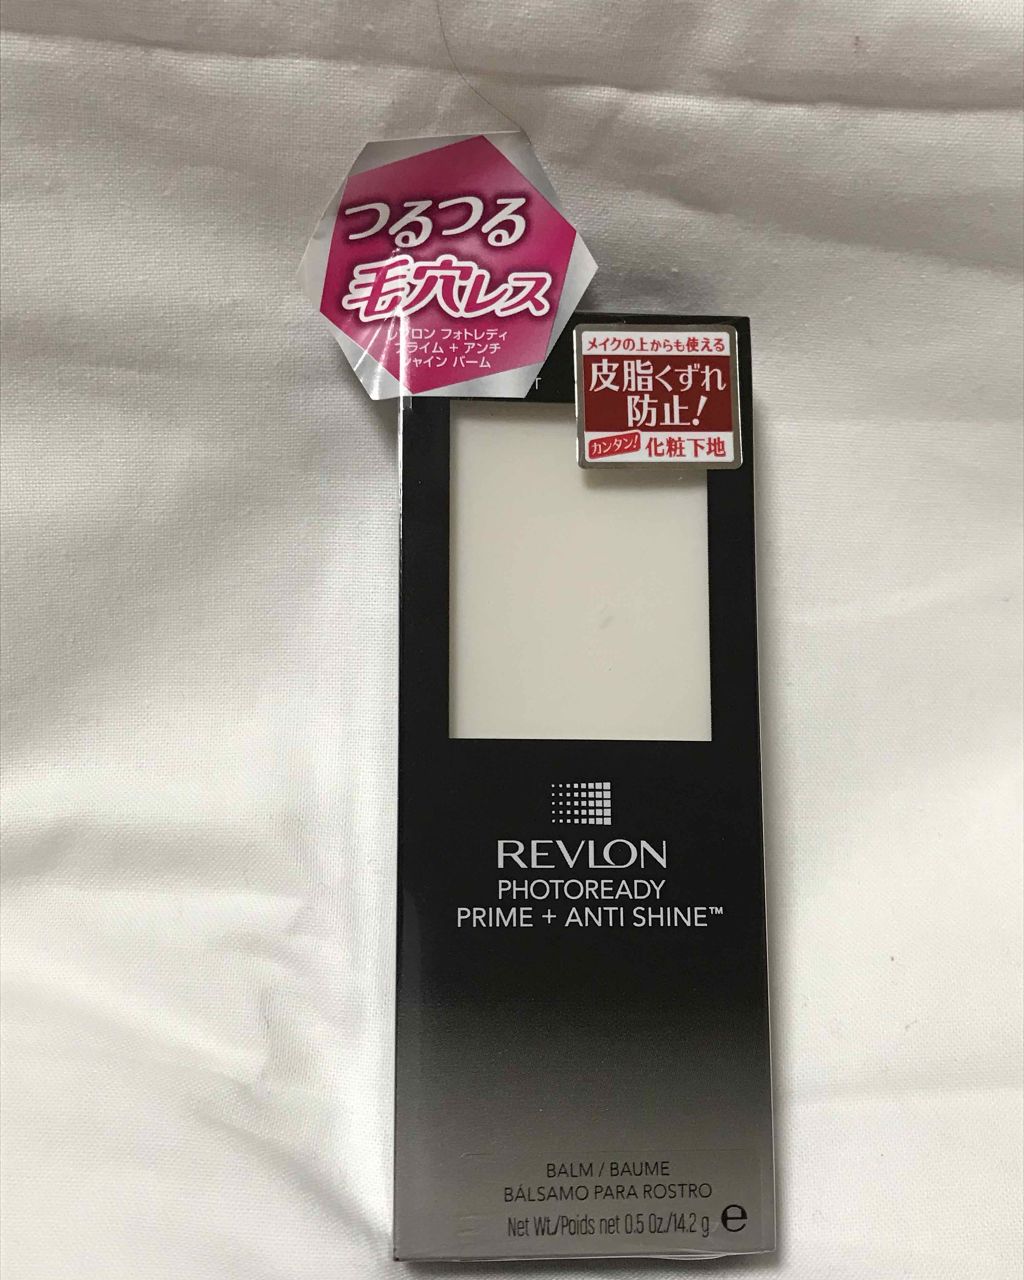 つるつる
毛穴レス
レブロン フォトレディ
プライム + アンチ
シャイン バーム
メイクの上からも使える
皮脂くずれ
防止!
カンタン! 化粧下地
REVLON
PHOTOREADY
PRIME + ANTI SHINE™
BALM / BAUME
BÁLSAMO PARA ROSTRO
Net Wt./Poids net 0.5 Oz./14.2 g ℮